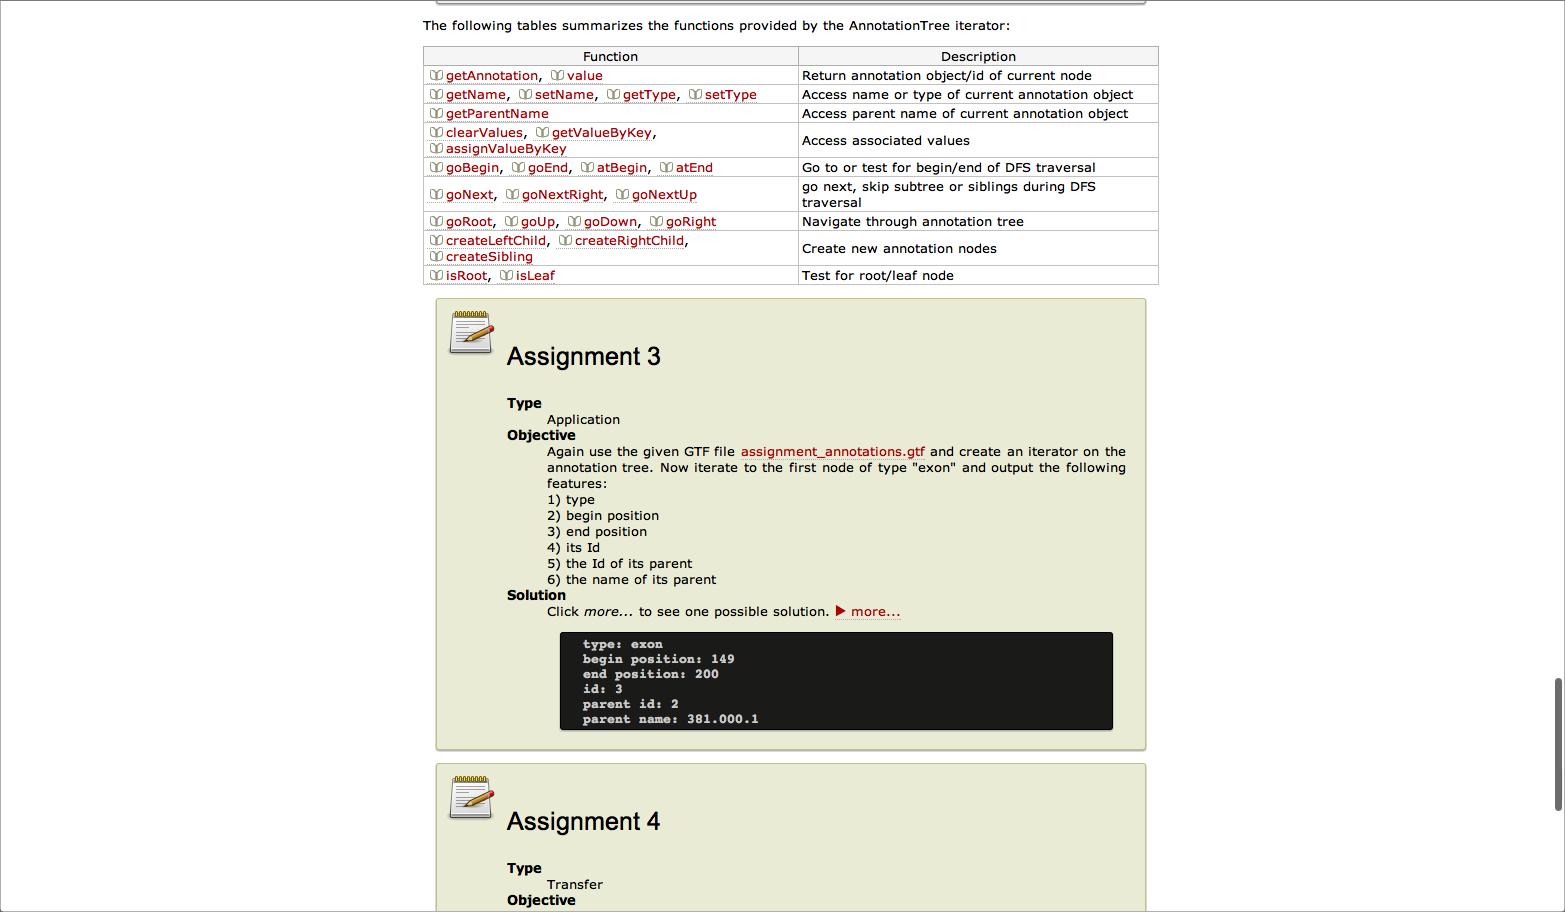 The following tables summarizes the functions provided by the AnnotationTree iterator:
Function Description
getAnnotation, value Return annotation object/id of current node
getName, setName, getType, setType Access name or type of current annotation object
getParentName Access parent name of current annotation object
clearValues, getValueByKey,
assignValueByKey
Access associated values
goBegin, goEnd, atBegin, atEnd Go to or test for begin/end of DFS traversal
goNext, goNextRight, goNextUp
go next, skip subtree or siblings during DFS
traversal
goRoot, goUp, goDown, goRight Navigate through annotation tree
createLeftChild, createRightChild,
createSibling
Create new annotation nodes
isRoot, isLeaf Test for root/leaf node
Assignment 3
Type
Application
Objective
Again use the given GTF file assignment_annotations.gtf and create an iterator on the
annotation tree. Now iterate to the first node of type "exon" and output the following
features:
1) type
2) begin position
3) end position
4) its Id
5) the Id of its parent
6) the name of its parent
Solution
Click more... to see one possible solution. more...
type: exon
begin position: 149
end position: 200
id: 3
parent id: 2
parent name: 381.000.1
Assignment 4
Type
Transfer
Objective